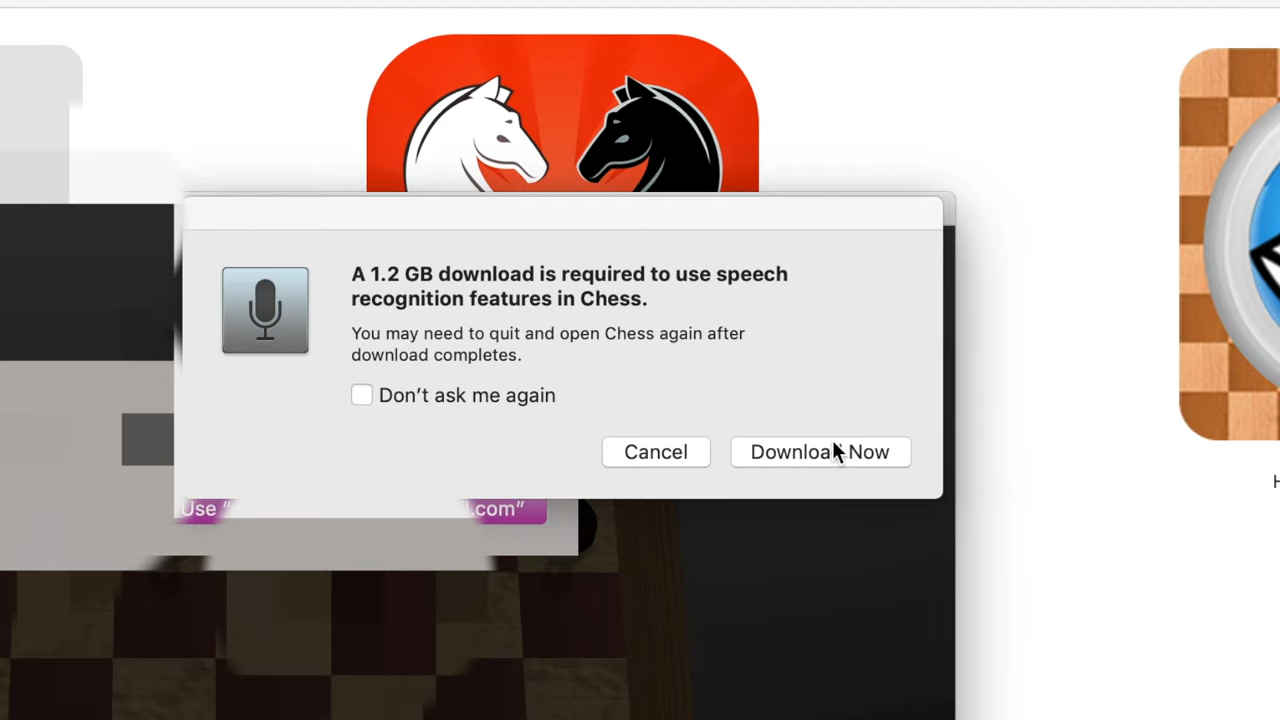 A 1.2 GB download is required to use speech
recognition features in Chess.
You may need to quit and open Chess again after
download completes.
Don’t ask me again
Cancel
Download Now
Use “
.com”
H